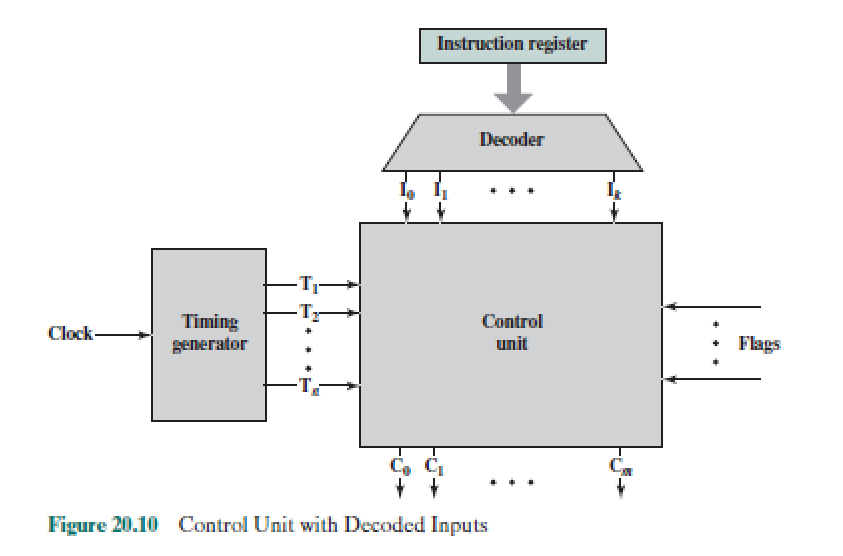 Instruction register
Decoder
I0 I1 . . . Ik
T1
T2
Tn
Clock
Timing
generator
Control
unit
Flags
C0 C1 . . . Cm
Figure 20.10 Control Unit with Decoded Inputs